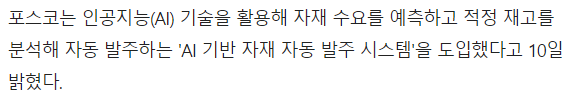 포스코는 인공지능(AI) 기술을 활용해 자재 수요를 예측하고 적정 재고를
분석해 자동 발주하는 'AI 기반 자재 자동 발주 시스템'을 도입했다고 10일
밝혔다.